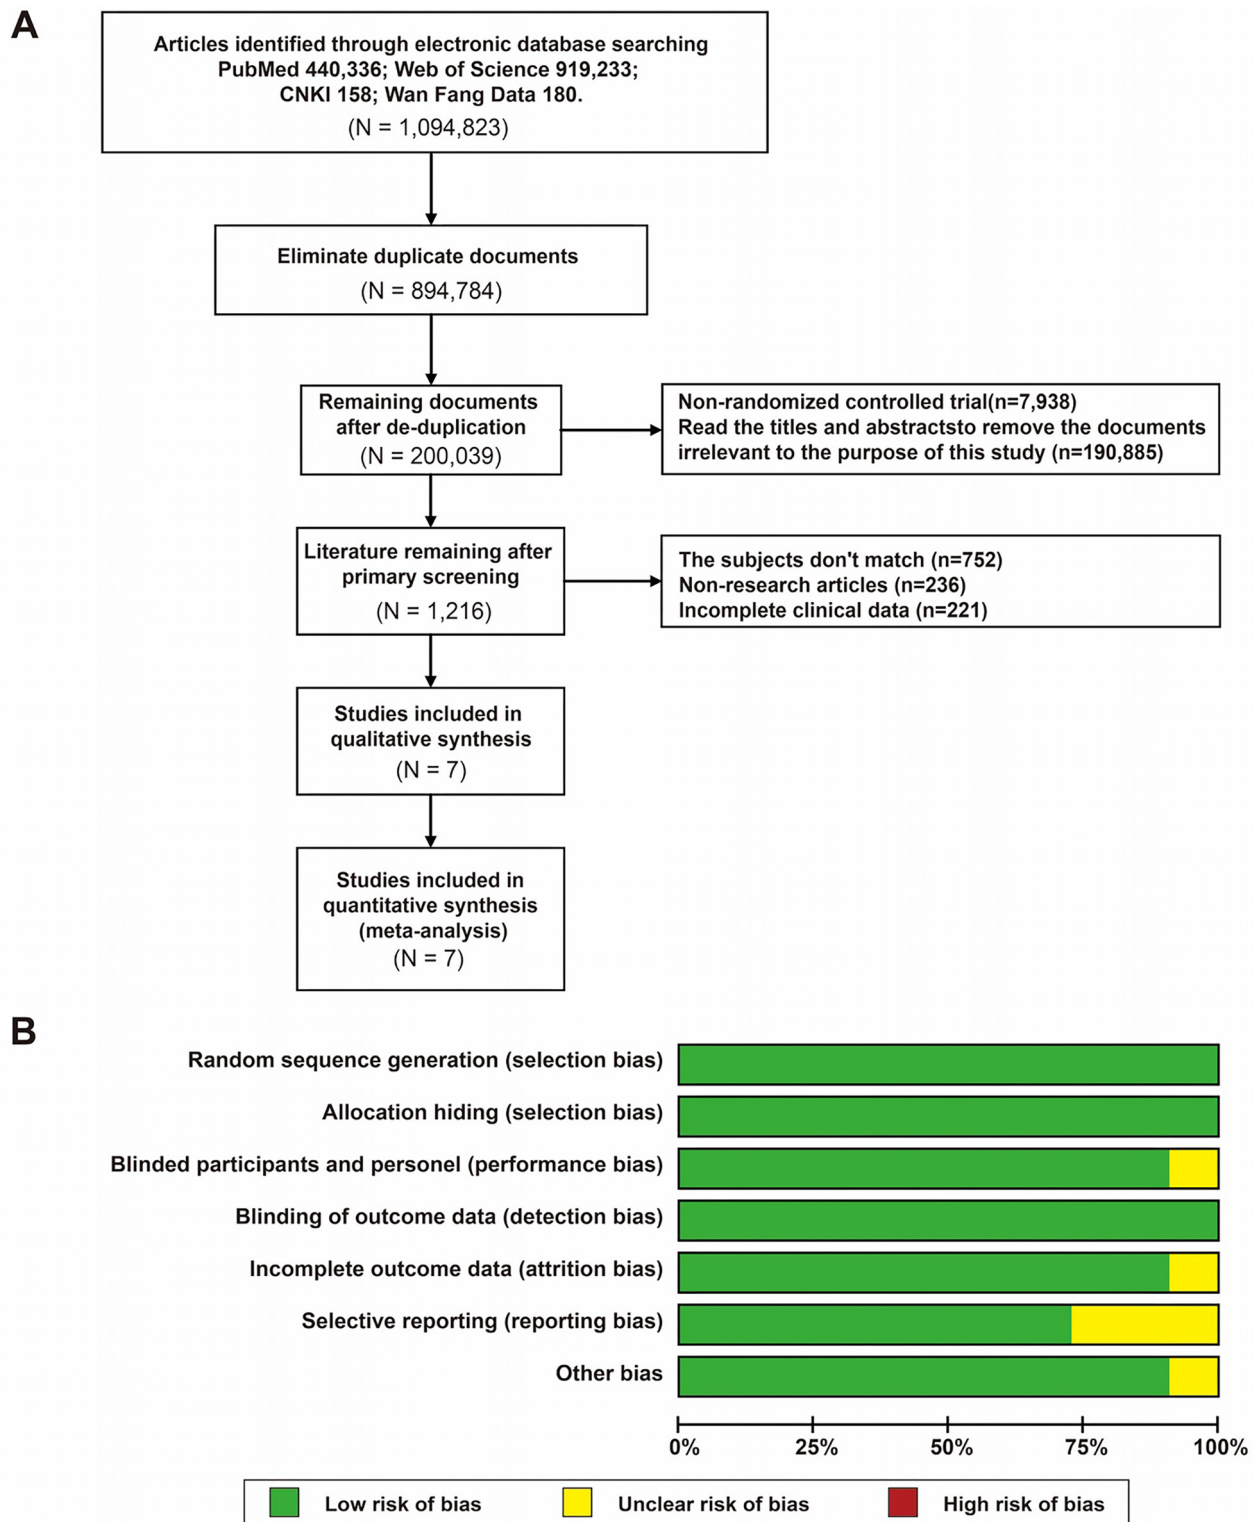 A
Articles identified through electronic database searching
PubMed 440,336; Web of Science 919,233;
CNKI 158; Wan Fang Data 180.
(N = 1,094,823)
Eliminate duplicate documents
(N = 894,784)
Remaining documents
after de-duplication
(N = 200,039)
Non-randomized controlled trial(n=7,938)
Read the titles and abstractsto remove the documents
irrelevant to the purpose of this study (n=190,885)
Literature remaining after
primary screening
(N = 1,216)
The subjects don't match (n=752)
Non-research articles (n=236)
Incomplete clinical data (n=221)
Studies included in
qualitative synthesis
(N = 7)
Studies included in
quantitative synthesis
(meta-analysis)
(N = 7)
B
Random sequence generation (selection bias)
Allocation hiding (selection bias)
Blinded participants and personel (performance bias)
Blinding of outcome data (detection bias)
Incomplete outcome data (attrition bias)
Selective reporting (reporting bias)
Other bias
0% 25% 50% 75% 100%
Low risk of bias Unclear risk of bias High risk of bias